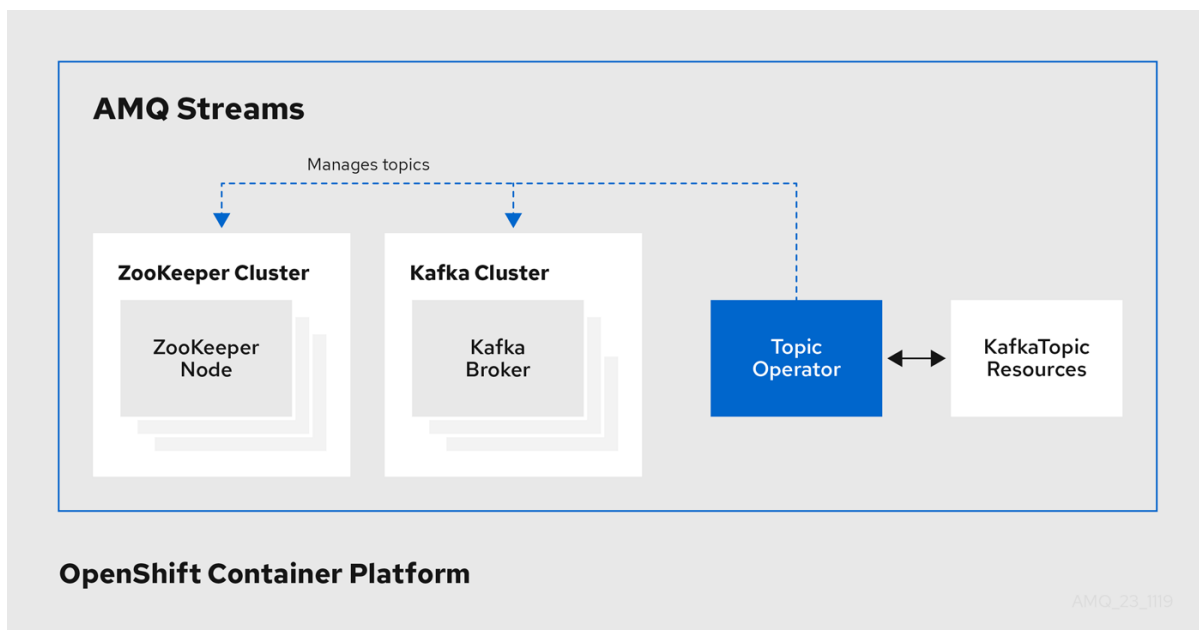 AMQ Streams
Manages topics
ZooKeeper Cluster
ZooKeeper
Node
Kafka Cluster
Kafka
Broker
Topic
Operator
KafkaTopic
Resources
OpenShift Container Platform
AMQ_23_1119